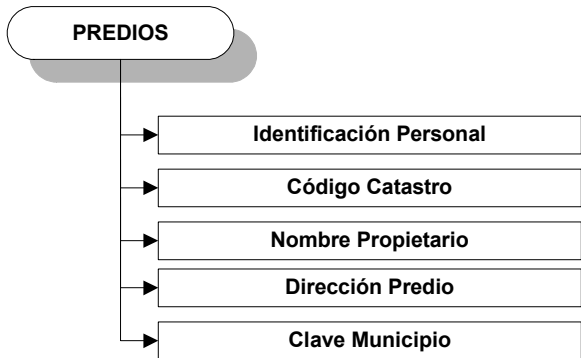 PREDIOS
Identificación Personal
Código Catastro
Nombre Propietario
Dirección Predio
Clave Municipio